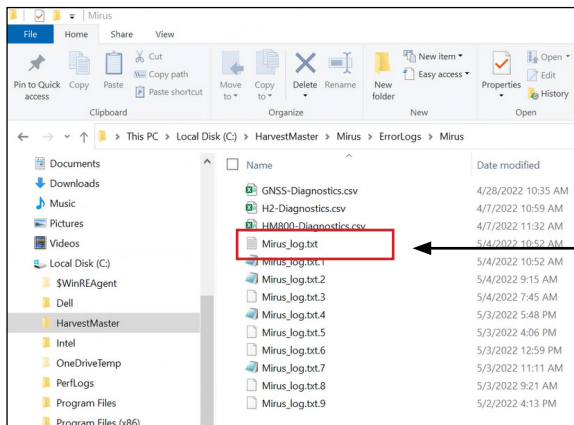 Mirus
File Home Share View
Pin to Quick access
Copy
Paste
Cut
Copy path
Paste shortcut
Move to
Copy to
Delete
Rename
New folder
New item
Easy access
Properties
Open
Edit
History
Clipboard Organize New Open
This PC > Local Disk (C:) > HarvestMaster > Mirus > ErrorLogs > Mirus
Documents
Downloads
Music
Pictures
Videos
Local Disk (C:)
$WinREAgent
Dell
HarvestMaster
Intel
OneDriveTemp
PerfLogs
Program Files
Program Files (x86)
Name Date modified
GNSS-Diagnostics.csv 4/28/2022 10:35 AM
H2-Diagnostics.csv 4/7/2022 10:59 AM
HM800-Diagnostics.csv 4/7/2022 11:32 AM
Mirus_log.txt 5/4/2022 10:52 AM
Mirus_log.txt.1 5/4/2022 10:52 AM
Mirus_log.txt.2 5/4/2022 9:15 AM
Mirus_log.txt.3 5/4/2022 7:45 AM
Mirus_log.txt.4 5/3/2022 5:48 PM
Mirus_log.txt.5 5/3/2022 4:06 PM
Mirus_log.txt.6 5/3/2022 12:59 PM
Mirus_log.txt.7 5/3/2022 11:11 AM
Mirus_log.txt.8 5/3/2022 9:21 AM
Mirus_log.txt.9 5/2/2022 4:13 PM